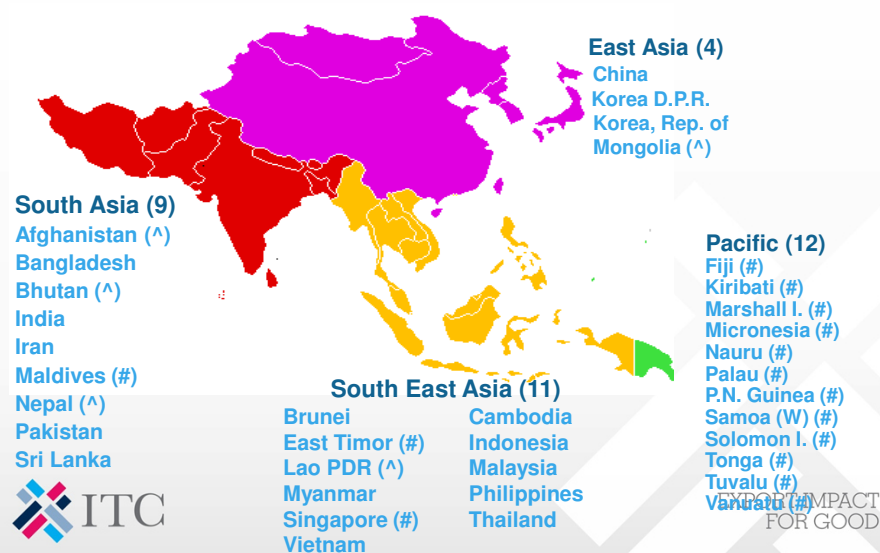 East Asia (4)
China
Korea D.P.R.
Korea, Rep. of
Mongolia (^)
South Asia (9)
Afghanistan (^)
Bangladesh
Bhutan (^)
India
Iran
Maldives (#)
Nepal (^)
Pakistan
Sri Lanka
South East Asia (11)
Brunei
East Timor (#)
Lao PDR (^)
Myanmar
Singapore (#)
Vietnam
Cambodia
Indonesia
Malaysia
Philippines
Thailand
Pacific (12)
Fiji (#)
Kiribati (#)
Marshall I. (#)
Micronesia (#)
Nauru (#)
Palau (#)
P.N. Guinea (#)
Samoa (W) (#)
Solomon I. (#)
Tonga (#)
Tuvalu (#)
Vanuatu (#)
ITC
EXPORT IMPACT
FOR GOOD